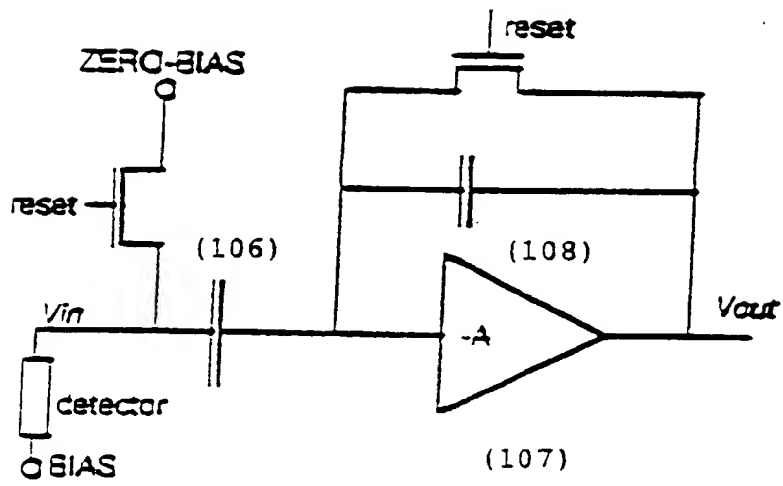 reset
ZERO-BIAS
reset
(106)
(108)
Vin
-A
Vout
detector
BIAS
(107)